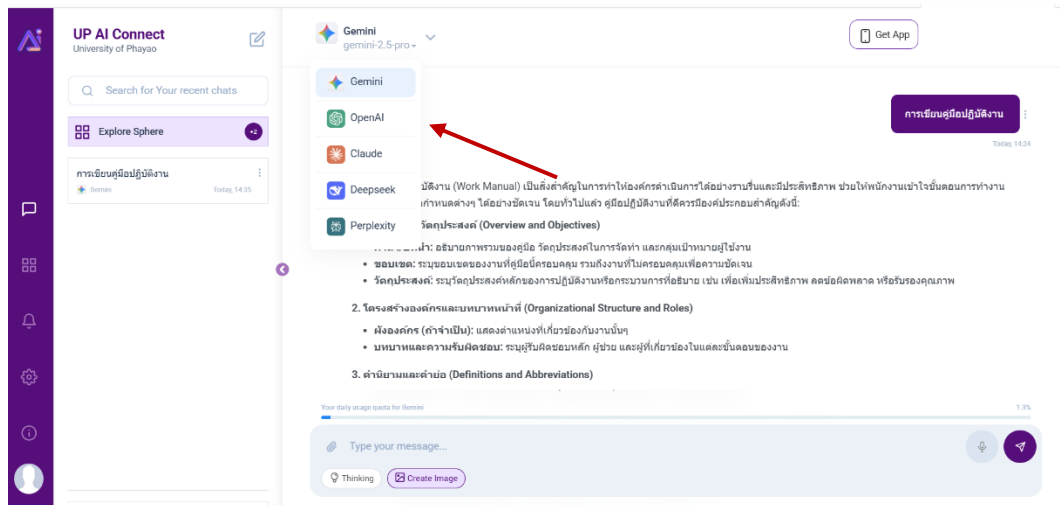 Ai
UP AI Connect
University of Phayao
Search for Your recent chats
Explore Sphere
+2
การเขียนคู่มือปฏิบัติงาน
Gemini
Today, 14:35
Gemini
gemini-2.5-pro
Get App
Gemini
OpenAI
Claude
Deepseek
Perplexity
การเขียนคู่มือปฏิบัติงาน
Today, 14:34
บัติงาน (Work Manual) เป็นสิ่งสำคัญในการทำให้องค์กรดำเนินการได้อย่างราบรื่นและมีประสิทธิภาพ ช่วยให้พนักงานเข้าใจขั้นตอนการทำงาน
กำหนดต่างๆ ได้อย่างชัดเจน โดยทั่วไปแล้ว คู่มือปฏิบัติงานที่ดีควรมีองค์ประกอบสำคัญดังนี้:
วัตถุประสงค์ (Overview and Objectives)
อธิบายภาพรวมของคู่มือ วัตถุประสงค์ในการจัดทำ และกลุ่มเป้าหมายผู้ใช้งาน
• ขอบเขต: ระบุขอบเขตของงานที่คู่มือนี้ครอบคลุม รวมถึงงานที่ไม่ครอบคลุมเพื่อความชัดเจน
• วัตถุประสงค์: ระบุวัตถุประสงค์หลักของการปฏิบัติงานหรือกระบวนการที่อธิบาย เช่น เพื่อเพิ่มประสิทธิภาพ ลดข้อผิดพลาด หรือรับรองคุณภาพ
2. โครงสร้างองค์กรและบทบาทหน้าที่ (Organizational Structure and Roles)
• ผังองค์กร (ถ้าจำเป็น): แสดงตำแหน่งที่เกี่ยวข้องกับงานนั้นๆ
• บทบาทและความรับผิดชอบ: ระบุผู้รับผิดชอบหลัก ผู้ช่วย และผู้ที่เกี่ยวข้องในแต่ละขั้นตอนของงาน
3. คำนิยามและคำย่อ (Definitions and Abbreviations)
Your daily usage quota for Gemini
1.3%
Type your message...
Thinking
Create Image